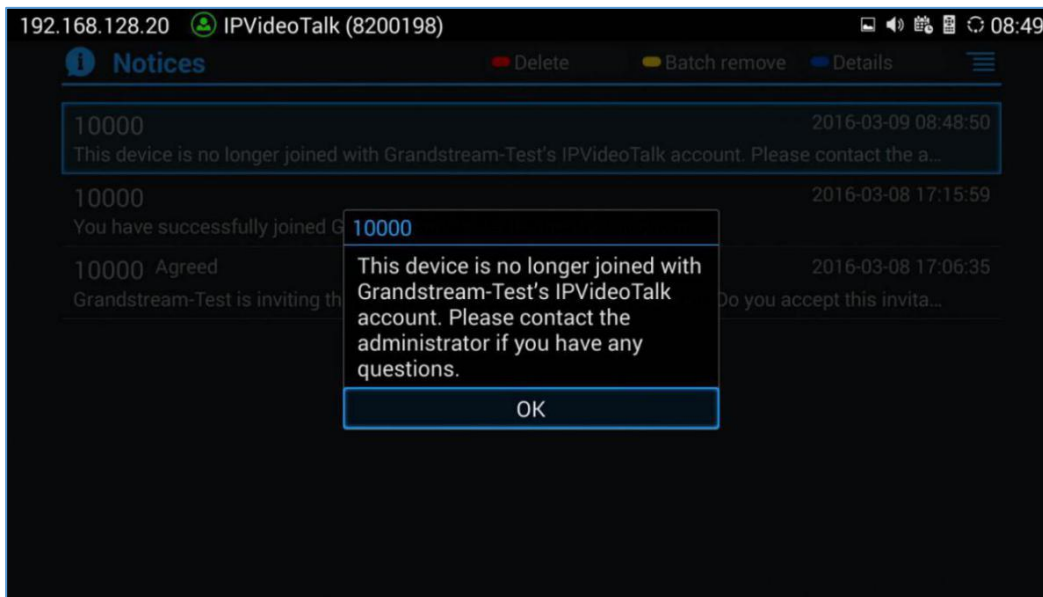 192.168.128.20 IPVideoTalk (8200198) 08:49
Notices Delete Batch remove Details
10000 2016-03-09 08:48:50
This device is no longer joined with Grandstream-Test's IPVideoTalk account. Please contact the a...
10000 2016-03-08 17:15:59
You have successfully joined G
10000 Agreed 2016-03-08 17:06:35
Grandstream-Test is inviting th Do you accept this invita...
10000
This device is no longer joined with
Grandstream-Test's IPVideoTalk
account. Please contact the
administrator if you have any
questions.
OK